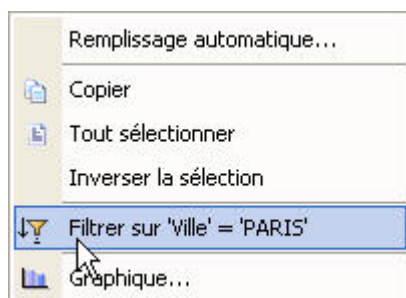 Remplissage automatique...
Copier
Tout sélectionner
Inverser la sélection
Filtrer sur 'Ville' = 'PARIS'
Graphique...